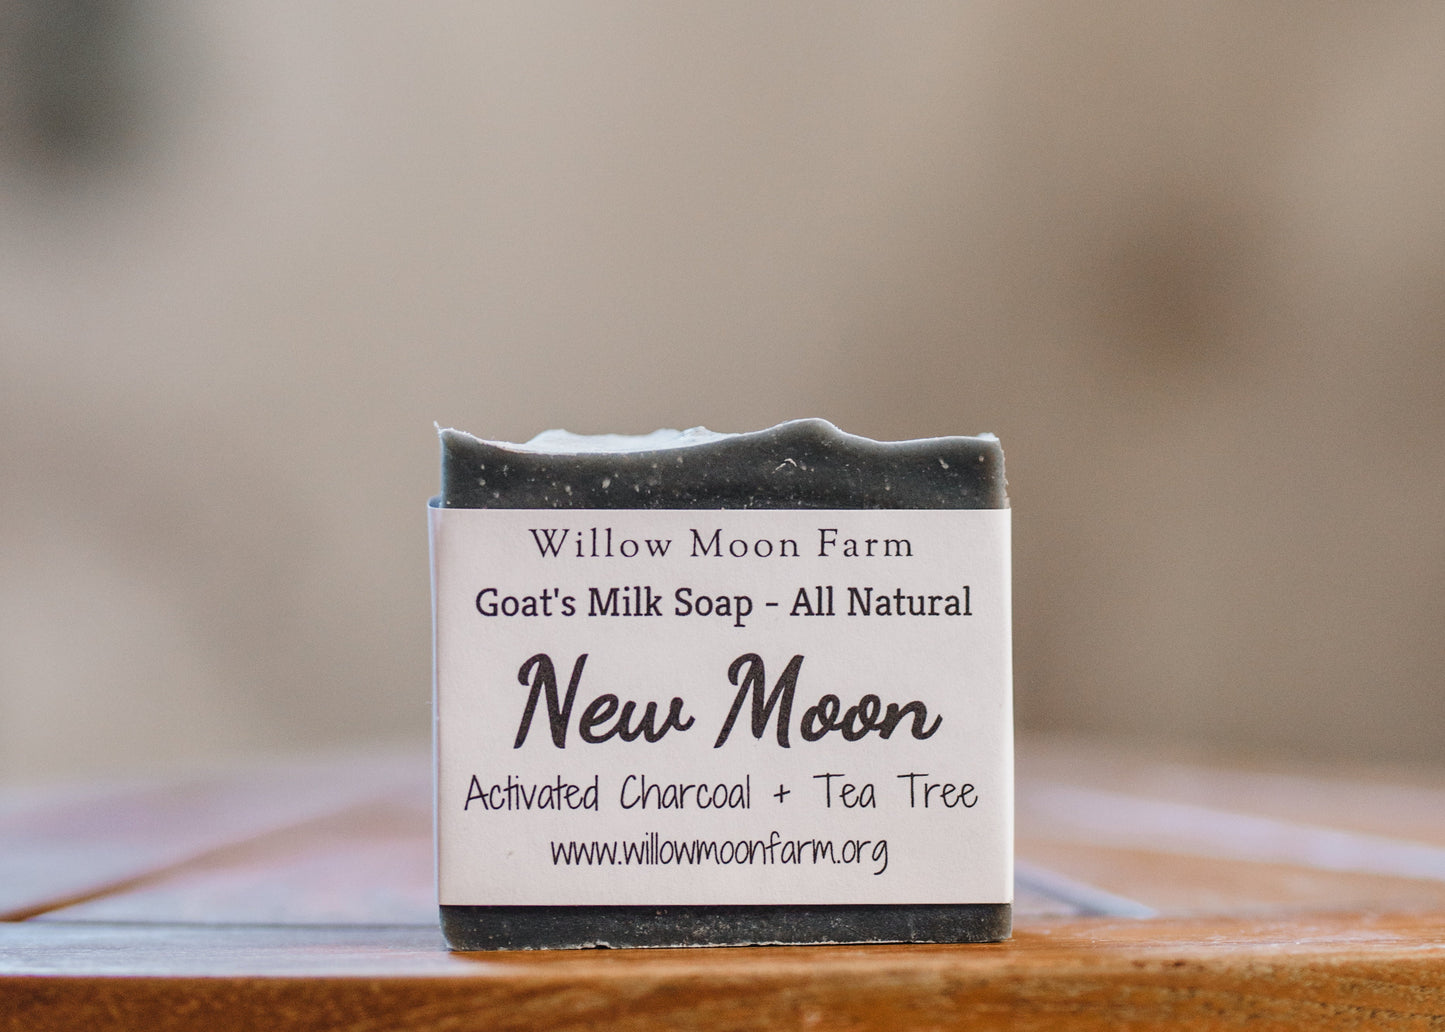 Willow Moon Farm
Goat's Milk Soap - All Natural
New Moon
Activated Charcoal + Tea Tree
www.willowmoonfarm.org